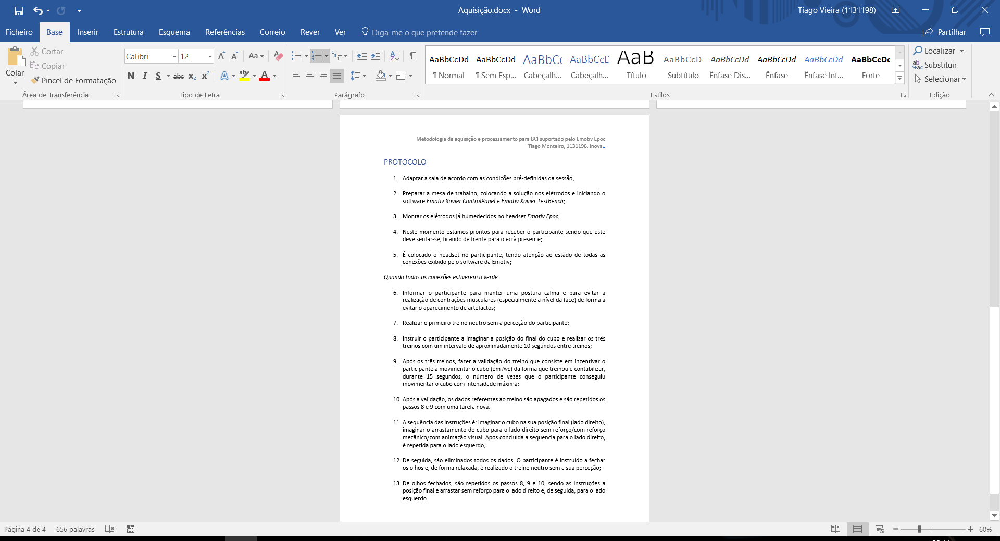 Aquisição.docx - Word
Tiago Vieira (1131198)
Ficheiro Base Inserir Estrutura Esquema Referências Correio Rever Ver Diga-me o que pretende fazer Partilhar
Colar
Cortar
Copiar
Pincel de Formatação
Área de Transferência
Calibri 12
Aa
N I S abc x₂ x² A aby A
Tipo de Letra
Parágrafo
AaBbCcDd AaBbCcDd AaBbCc AaBbCcD AaB AaBbCcD AaBbCcDd AaBbCcDd AaBbCcDd AaBbCcDc
¶ Normal ¶ Sem Esp... Cabeçalh... Cabeçalh... Título Subtítulo Ênfase Dis... Ênfase Ênfase Int... Forte
Estilos
Localizar
Substituir
Selecionar
Edição
Metodologia de aquisição e processamento para BCI suportado pelo Emotiv Epoc
Tiago Monteiro, 1131198, Inova±
PROTOCOLO
1. Adaptar a sala de acordo com as condições pré-definidas da sessão;
2. Preparar a mesa de trabalho, colocando a solução nos elétrodos e iniciando o
software Emotiv Xavier ControlPanel e Emotiv Xavier TestBench;
3. Montar os elétrodos já humedecidos no headset Emotiv Epoc;
4. Neste momento estamos prontos para receber o participante sendo que este
deve sentar-se, ficando de frente para o ecrã presente;
5. É colocado o headset no participante, tendo atenção ao estado de todas as
conexões exibido pelo software da Emotiv;
Quando todas as conexões estiverem a verde:
6. Informar o participante para manter uma postura calma e para evitar a
realização de contrações musculares (especialmente a nível da face) de forma a
evitar o aparecimento de artefactos;
7. Realizar o primeiro treino neutro sem a perceção do participante;
8. Instruir o participante a imaginar a posição do final do cubo e realizar os três
treinos com um intervalo de aproximadamente 10 segundos entre treinos;
9. Após os três treinos, fazer a validação do treino que consiste em incentivar o
participante a movimentar o cubo (em live) da forma que treinou e contabilizar,
durante 15 segundos, o número de vezes que o participante conseguiu
movimentar o cubo com intensidade máxima;
10. Após a validação, os dados referentes ao treino são apagados e são repetidos os
passos 8 e 9 com uma tarefa nova.
11. A sequência das instruções é: imaginar o cubo na sua posição final (lado direito),
imaginar o arrastamento do cubo para o lado direito sem reforço/com reforço
mecânico/com animação visual. Após concluída a sequência para o lado direito,
é repetida para o lado esquerdo;
12. De seguida, são eliminados todos os dados. O participante é instruído a fechar
os olhos e, de forma relaxada, é realizado o treino neutro sem a sua perceção;
13. De olhos fechados, são repetidos os passos 8, 9 e 10, sendo as instruções a
posição final e arrastar sem reforço para o lado direito e, de seguida, para o lado
esquerdo.
Página 4 de 4 656 palavras
60%